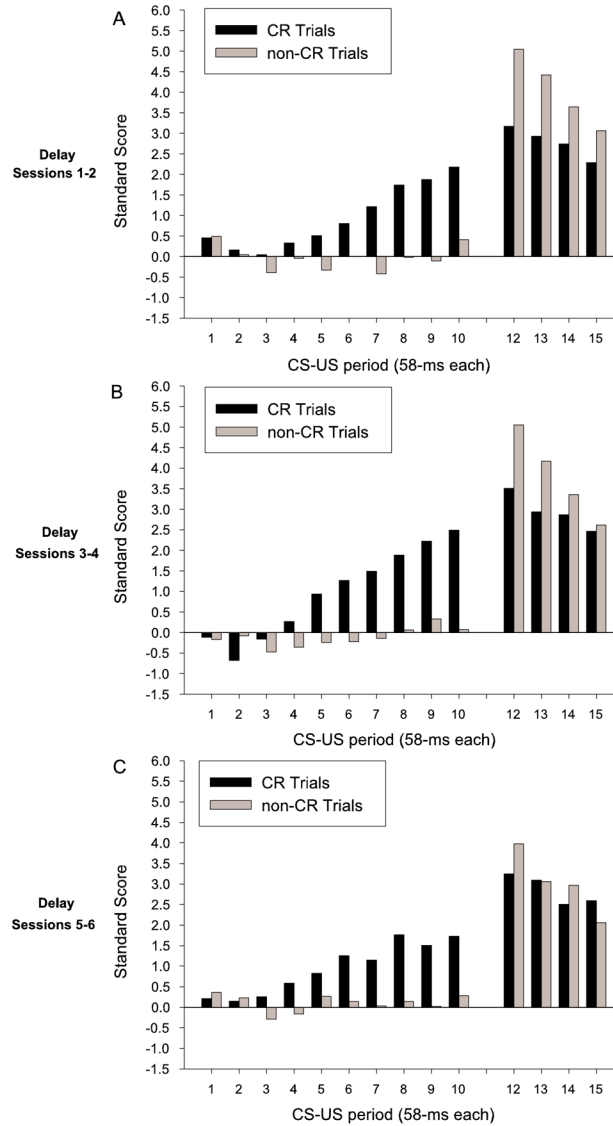 A
6.0
5.5
5.0
4.5
4.0
3.5
3.0
2.5
2.0
1.5
1.0
0.5
0.0
-0.5
-1.0
-1.5
Standard Score
Delay
Sessions 1-2
CR Trials
non-CR Trials
1 2 3 4 5 6 7 8 9 10 12 13 14 15
CS-US period (58-ms each)
B
6.0
5.5
5.0
4.5
4.0
3.5
3.0
2.5
2.0
1.5
1.0
0.5
0.0
-0.5
-1.0
-1.5
Standard Score
Delay
Sessions 3-4
CR Trials
non-CR Trials
1 2 3 4 5 6 7 8 9 10 12 13 14 15
CS-US period (58-ms each)
C
6.0
5.5
5.0
4.5
4.0
3.5
3.0
2.5
2.0
1.5
1.0
0.5
0.0
-0.5
-1.0
-1.5
Standard Score
Delay
Sessions 5-6
CR Trials
non-CR Trials
1 2 3 4 5 6 7 8 9 10 12 13 14 15
CS-US period (58-ms each)